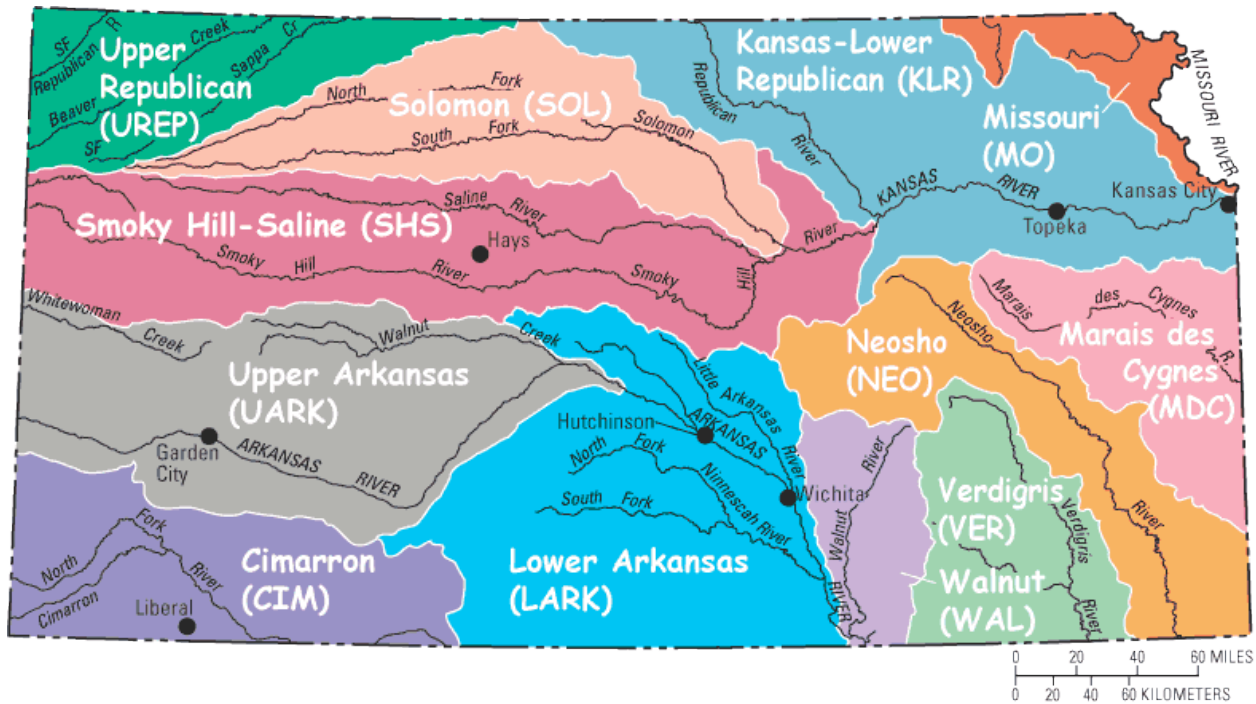 SF
Republican R
Beaver
Creek
Sappa Cr
SF
Upper
Republican
(UREP)
North Fork
Solomon (SOL)
South Fork
Solomon
Republican
River
Kansas-Lower
Republican (KLR)
Missouri
(MO)
MISSOURI RIVER
KANSAS RIVER
Kansas City
Topeka
Saline
River
Smoky Hill-Saline (SHS)
Hays
Smoky Hill River
Smoky
Hill
River
Whitewoman
Creek
Walnut
Creek
Upper Arkansas
(UARK)
Garden
City
ARKANSAS
RIVER
Little Arkansas
River
Hutchinson
ARKANSAS
RIVER
North Fork
Ninnescah River
South Fork
Wichita
Lower Arkansas
(LARK)
Neosho
(NEO)
Neosho
River
Marais
des
Cygnes
R.
Marais des
Cygnes
(MDC)
Walnut
River
Verdigris
(VER)
Verdigris
River
Walnut
(WAL)
North
Fork
Cimarron
River
Cimarron
(CIM)
Liberal
0 20 40 60 MILES
0 20 40 60 KILOMETERS